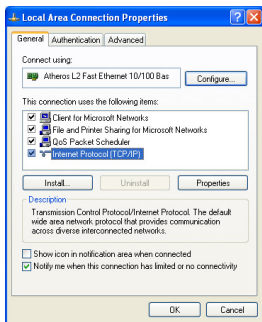 Local Area Connection Properties
General Authentication Advanced
Connect using:
Atheros L2 Fast Ethernet 10/100 Bas
Configure...
This connection uses the following items:
Client for Microsoft Networks
File and Printer Sharing for Microsoft Networks
QoS Packet Scheduler
Internet Protocol (TCP/IP)
Install... Uninstall Properties
Description
Transmission Control Protocol/Internet Protocol. The default
wide area network protocol that provides communication
across diverse interconnected networks.
Show icon in notification area when connected
Notify me when this connection has limited or no connectivity
OK Cancel